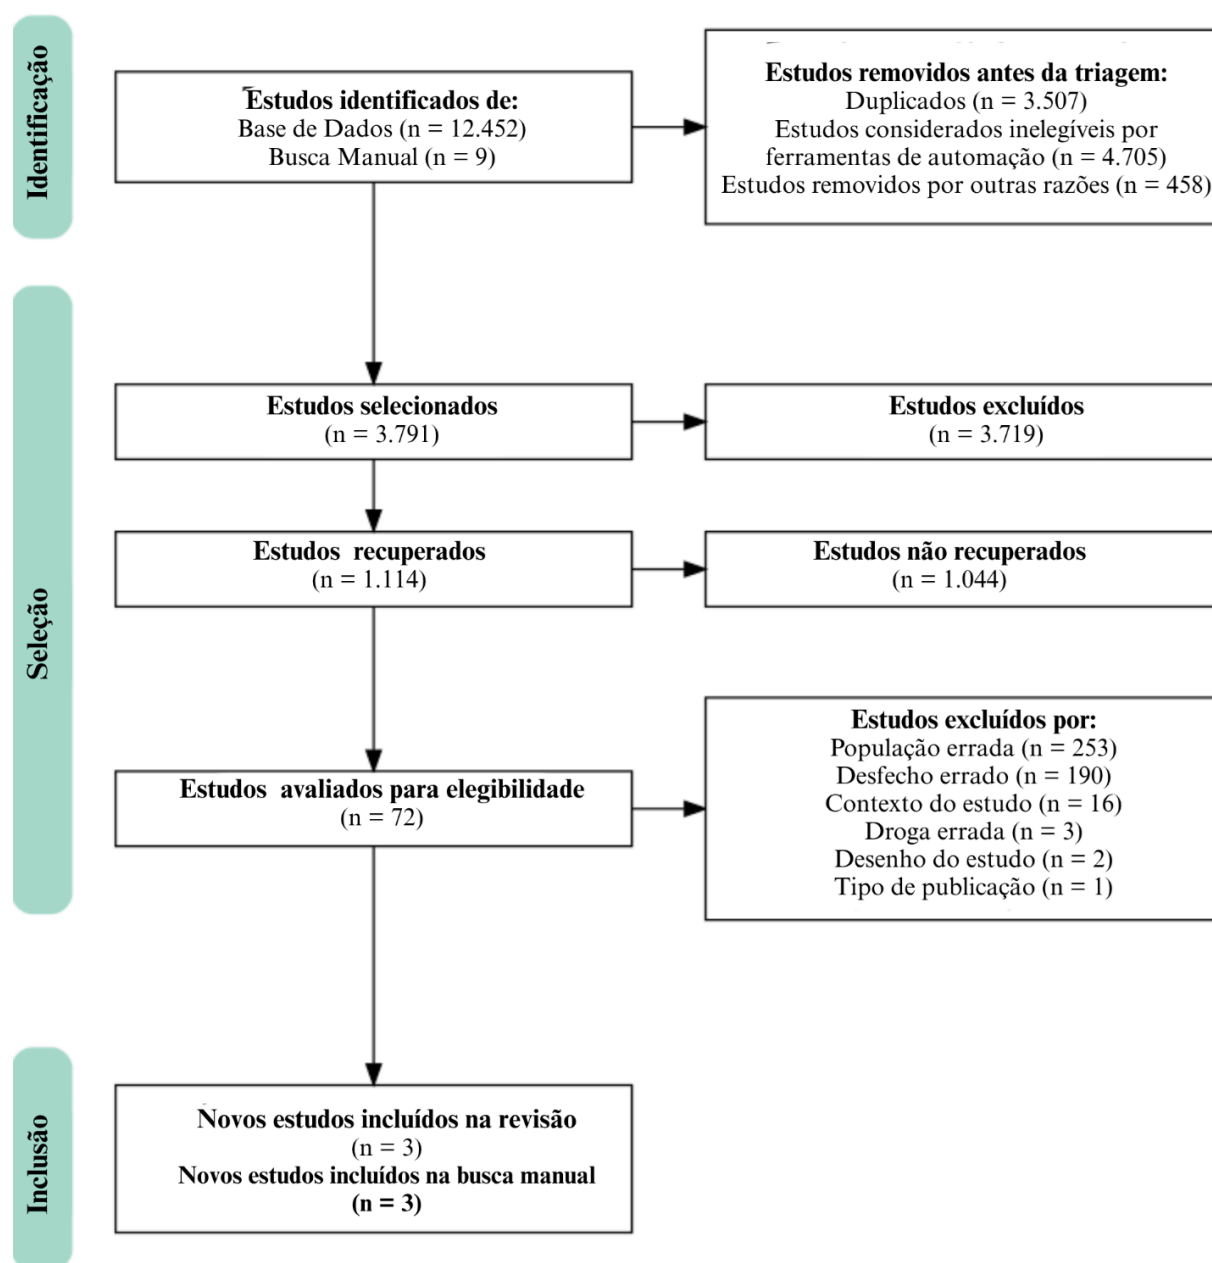 Identificação
Estudos identificados de:
Base de Dados (n = 12.452)
Busca Manual (n = 9)
Estudos removidos antes da triagem:
Duplicados (n = 3.507)
Estudos considerados inelegíveis por
ferramentas de automação (n = 4.705)
Estudos removidos por outras razões (n = 458)
Seleção
Estudos selecionados
(n = 3.791)
Estudos excluídos
(n = 3.719)
Estudos recuperados
(n = 1.114)
Estudos não recuperados
(n = 1.044)
Estudos avaliados para elegibilidade
(n = 72)
Estudos excluídos por:
População errada (n = 253)
Desfecho errado (n = 190)
Contexto do estudo (n = 16)
Droga errada (n = 3)
Desenho do estudo (n = 2)
Tipo de publicação (n = 1)
Inclusão
Novos estudos incluídos na revisão
(n = 3)
Novos estudos incluídos na busca manual
(n = 3)